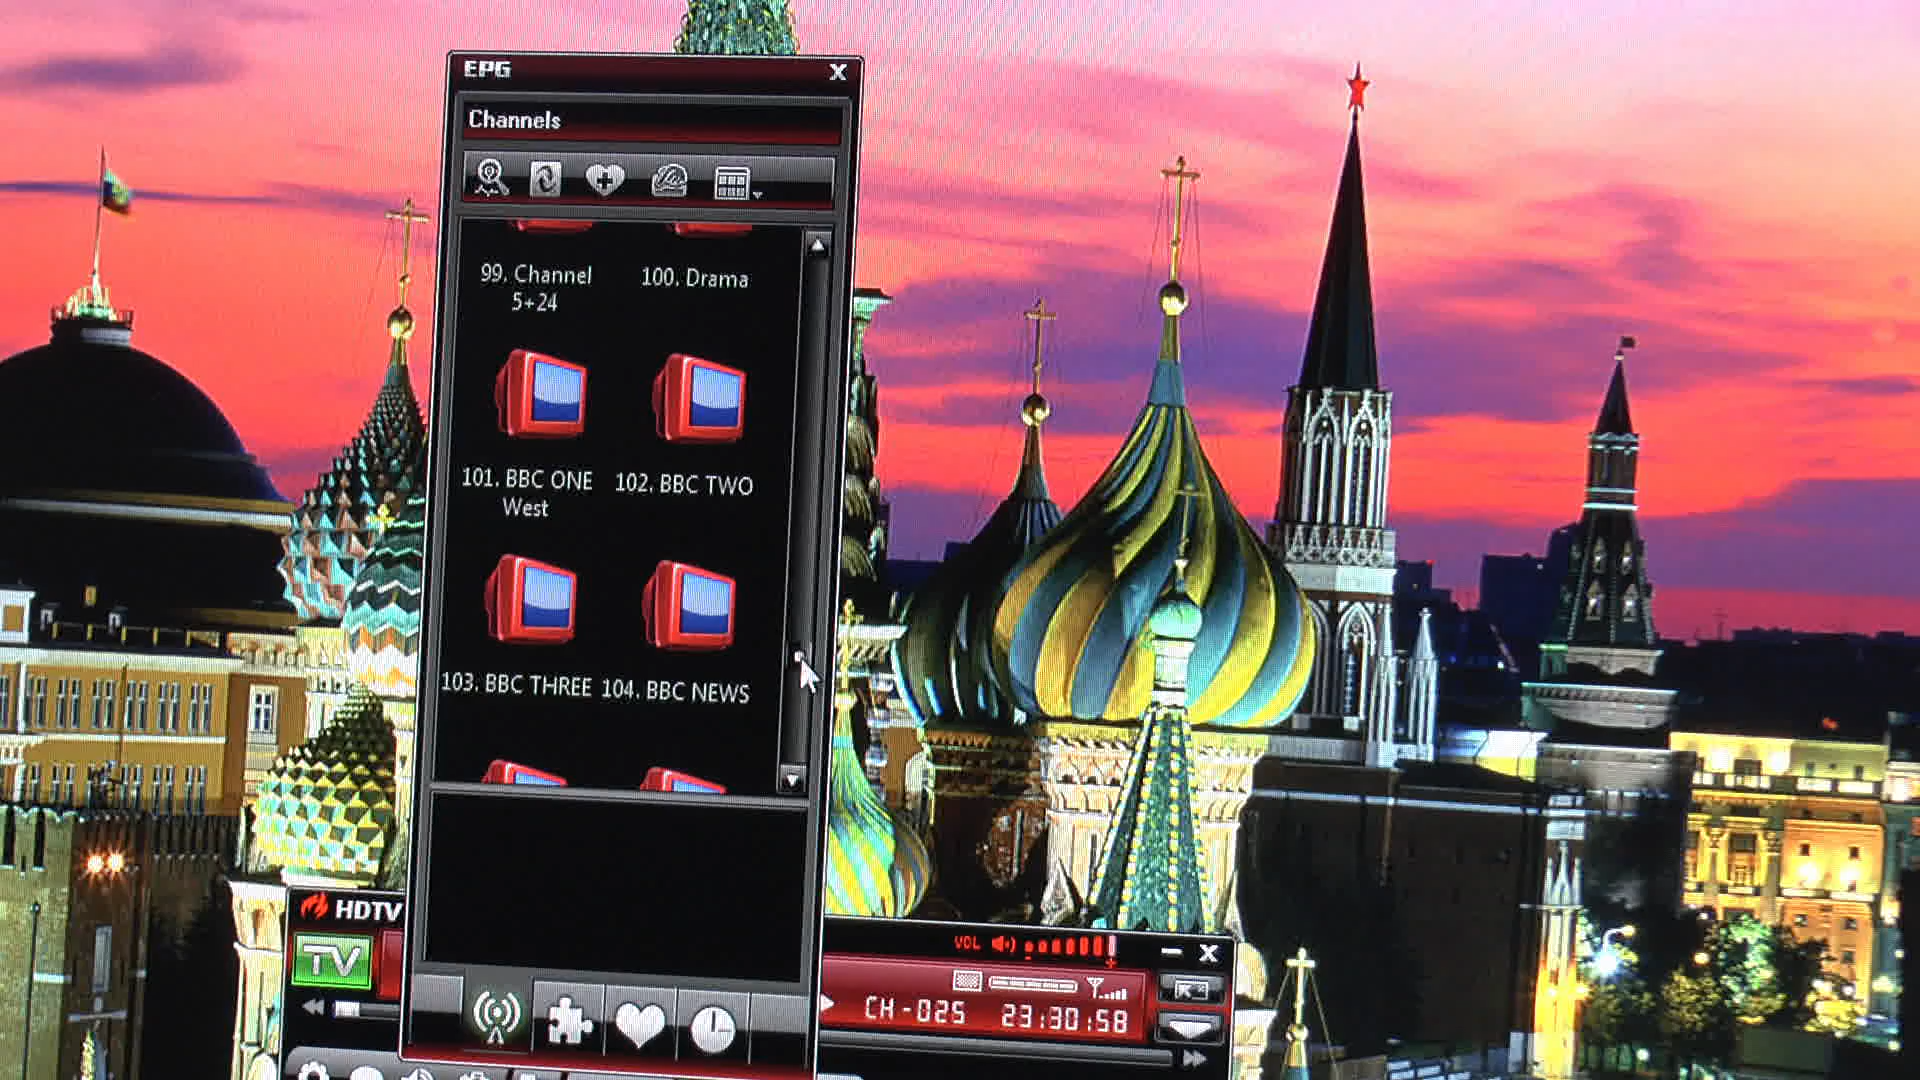 EPG
X
Channels
99. Channel
5+24
100. Drama
101. BBC ONE
West
102. BBC TWO
103. BBC THREE
104. BBC NEWS
HDTV
TV
VOL
CH-025
23:30:58